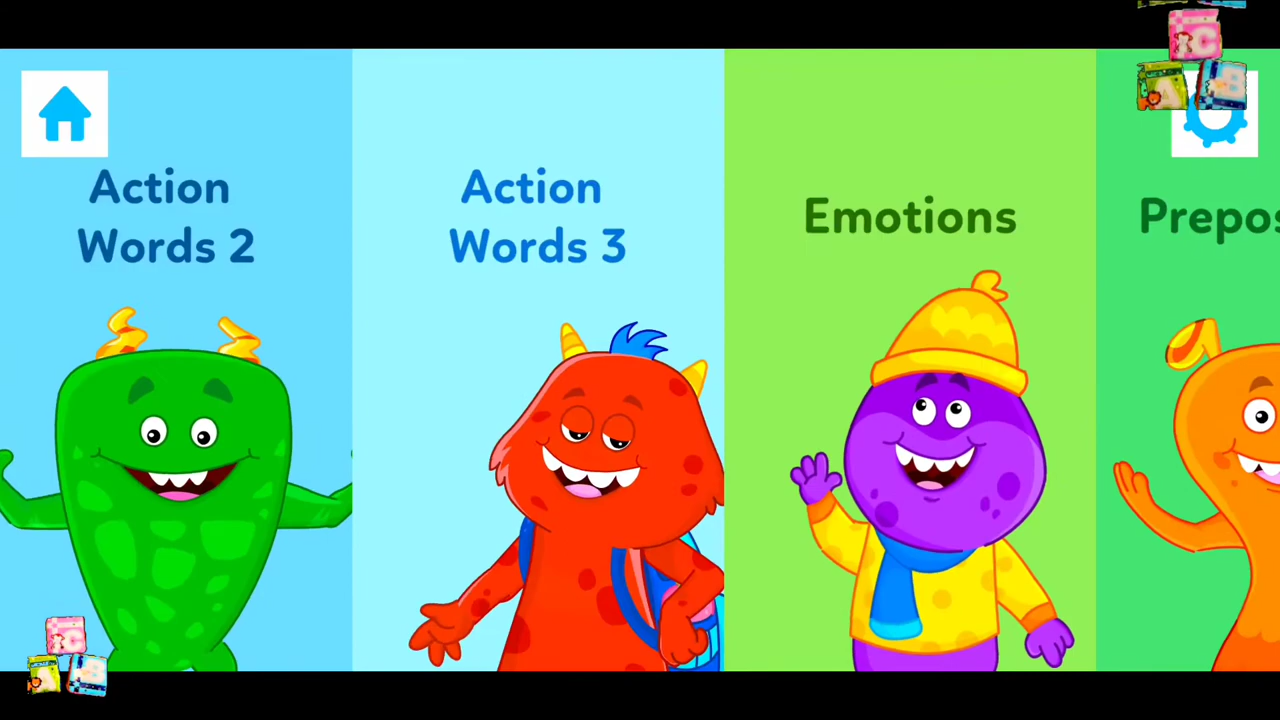 Action
Words 2
Action
Words 3
Emotions
Prepos
C
A
B
C
A
B